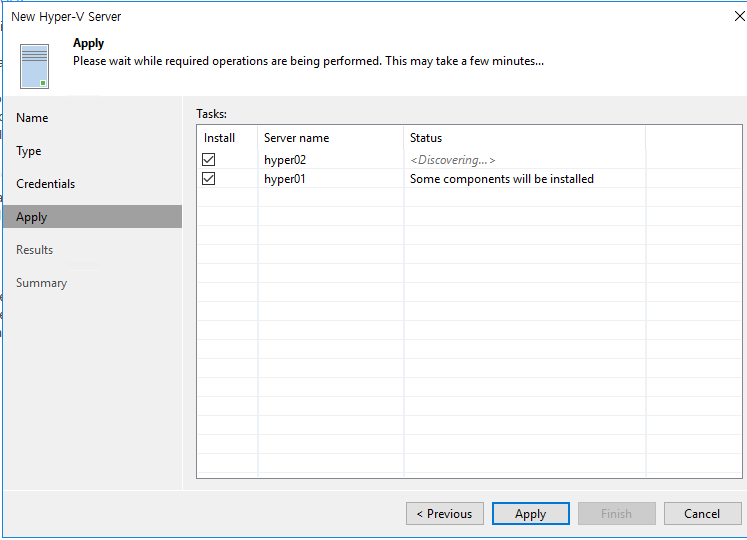 New Hyper-V Server
Apply
Please wait while required operations are being performed. This may take a few minutes...
Name
Type
Credentials
Apply
Results
Summary
Tasks:
Install Server name Status
hyper02 <Discovering...>
hyper01 Some components will be installed
< Previous Apply Finish Cancel